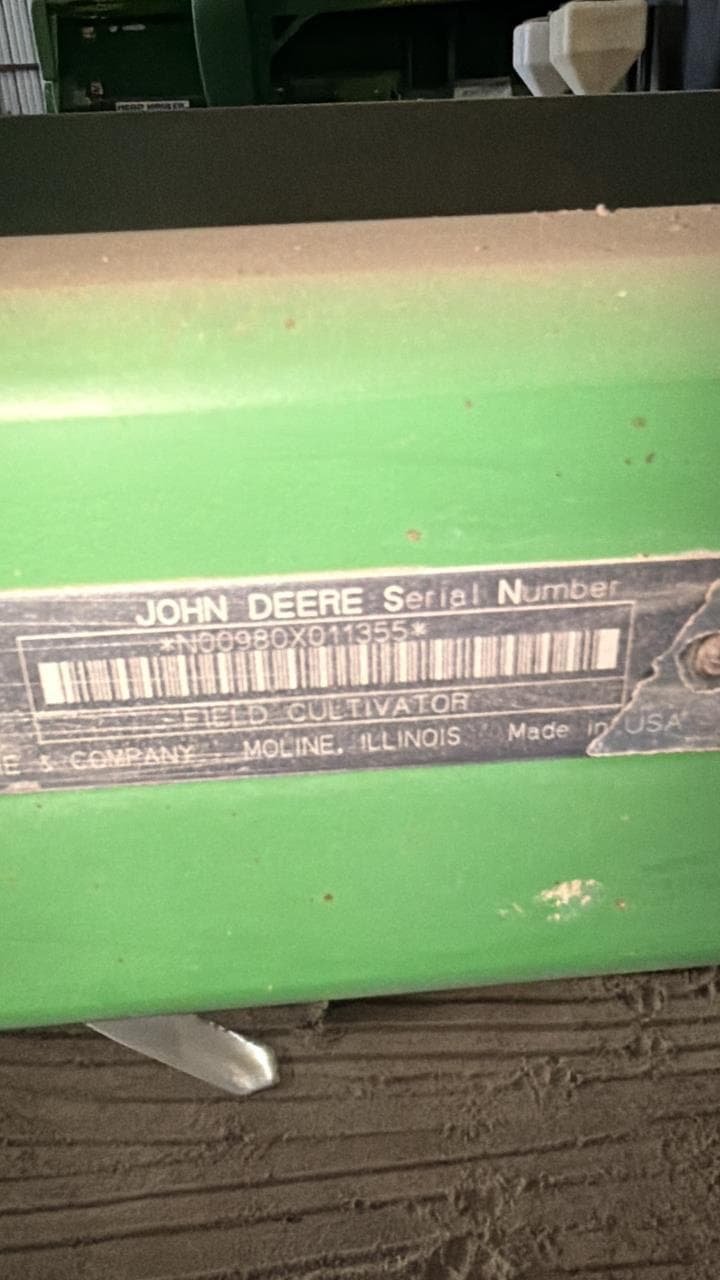 JOHN DEERE Serial Number
*N00980X011355*
FIELD CULTIVATOR
E & COMPANY MOLINE, ILLINOIS Made in USA